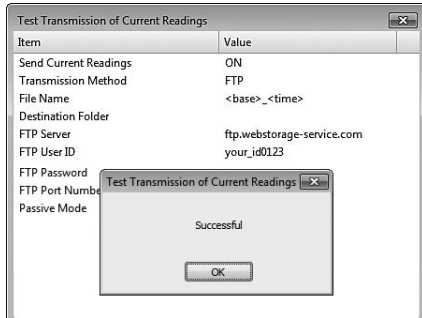 Test Transmission of Current Readings
Item Value
Send Current Readings ON
Transmission Method FTP
File Name <base>_<time>
Destination Folder
FTP Server ftp.webstorage-service.com
FTP User ID your_id0123
FTP Password
FTP Port Numbe
Passive Mode
Test Transmission of Current Readings
Successful
OK